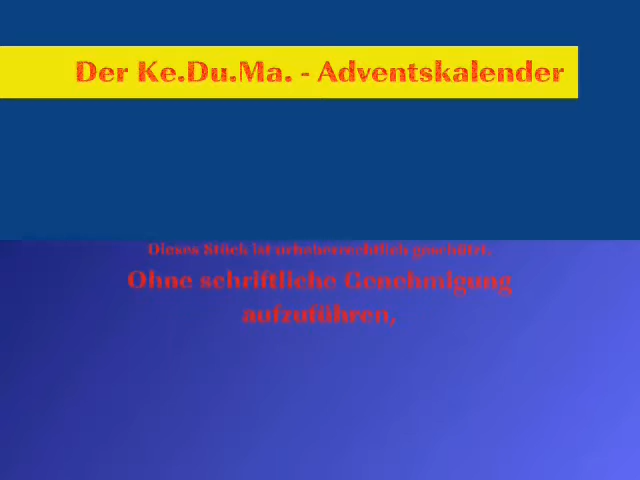 Der Ke.Du.Ma. - Adventskalender
Dieses Stück ist urheberrechtlich geschützt.
Ohne schriftliche Genehmigung
aufzuführen,